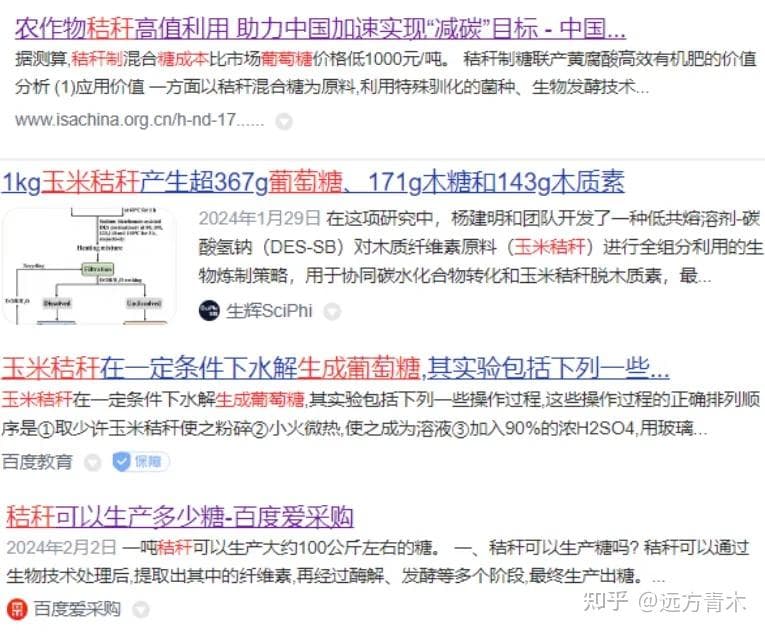 农作物秸秆高值利用 助力中国加速实现“减碳”目标 - 中国...
据测算,秸秆制混合糖成本比市场葡萄糖价格低1000元/吨。 秸秆制糖联产黄腐酸高效有机肥的价值
分析 (1)应用价值 一方面以秸秆混合糖为原料,利用特殊驯化的菌种、生物发酵技术...
www.isachina.org.cn/h-nd-17......
1kg玉米秸秆产生超367g葡萄糖、171g木糖和143g木质素
2024年1月29日 在这项研究中，杨建明和团队开发了一种低共熔溶剂-碳
酸氢钠（DES-SB）对木质纤维素原料（玉米秸秆）进行全组分利用的生
物炼制策略，用于协同碳水化合物转化和玉米秸秆脱木质素，最...
Heating mixture
Filtration
Recycling
Dissolved
Undissolved
生辉SciPhi
玉米秸秆在一定条件下水解生成葡萄糖,其实验包括下列一些...
玉米秸秆在一定条件下水解生成葡萄糖,其实验包括下列一些操作过程,这些操作过程的正确排列顺
序是①取少许玉米秸秆使之粉碎②小火微热,使之成为溶液③加入90%的浓H2SO4,用玻璃...
百度教育 保障
秸秆可以生产多少糖-百度爱采购
2024年2月2日 一吨秸秆可以生产大约100公斤左右的糖。 一、秸秆可以生产糖吗? 秸秆可以通过
生物技术处理后,提取出其中的纤维素,再经过酶解、发酵等多个阶段,最终生产出糖。...
百度爱采购
知乎 @远方青木